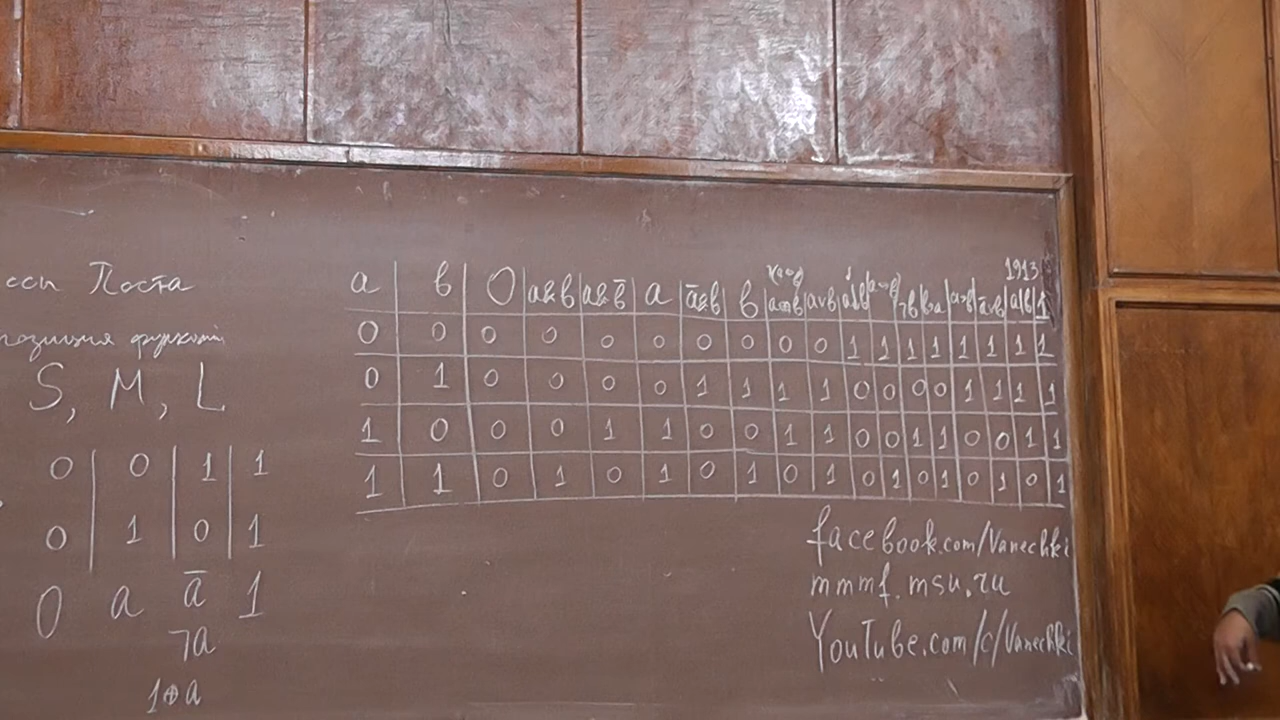 ссы Поста
позиция функций
S, M, L
0 | 0 | 1 | 1
0 | 1 | 0 | 1
0 a ā 1
¬a
1⊕a
1913
a | b | 0 | a&b | a&b̄ | a | ā&b | b | a⊕b | a∨b | a↓b | a↔b | ¬b | b→a | a→b | a|b | 1
0 0 0 0 0 0 0 0 0 0 1 1 1 1 1 1 1 1
0 1 0 0 0 0 1 1 1 1 0 0 0 0 1 1 1 1
1 0 0 0 1 1 0 0 1 1 0 0 1 1 0 0 1 1
1 1 0 1 0 1 0 1 0 1 0 1 0 1 0 1 0 1
facebook.com/Vanechki
mmmf.msu.ru
YouTube.com/c/Vanechki